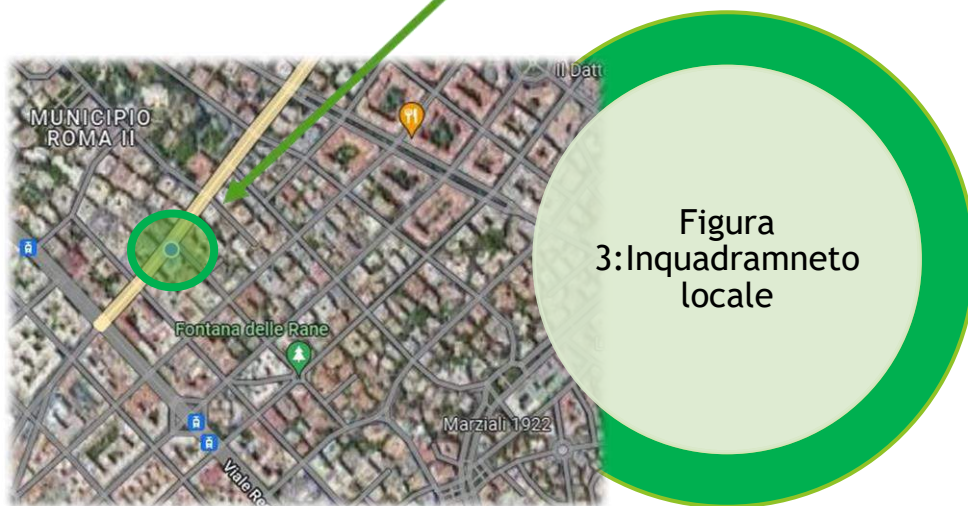 Il Datt
MUNICIPIO
ROMA II
Fontana delle Rane
Marziali 1922
Viale Re
Figura
3:Inquadramneto
locale